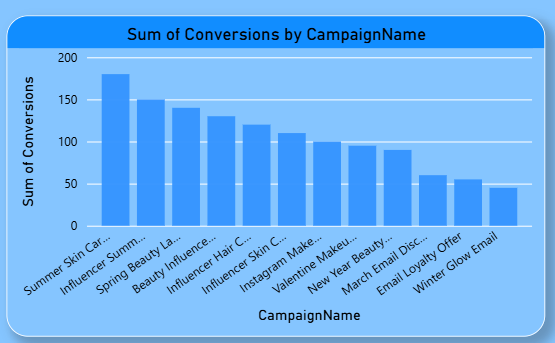 Sum of Conversions by CampaignName
Sum of Conversions
200
150
100
50
0
Summer Skin Car...
Influencer Summ...
Spring Beauty La...
Beauty Influence...
Influencer Hair C...
Influencer Skin C...
Instagram Make...
Valentine Makeu...
New Year Beauty...
March Email Disc...
Email Loyalty Offer
Winter Glow Email
CampaignName